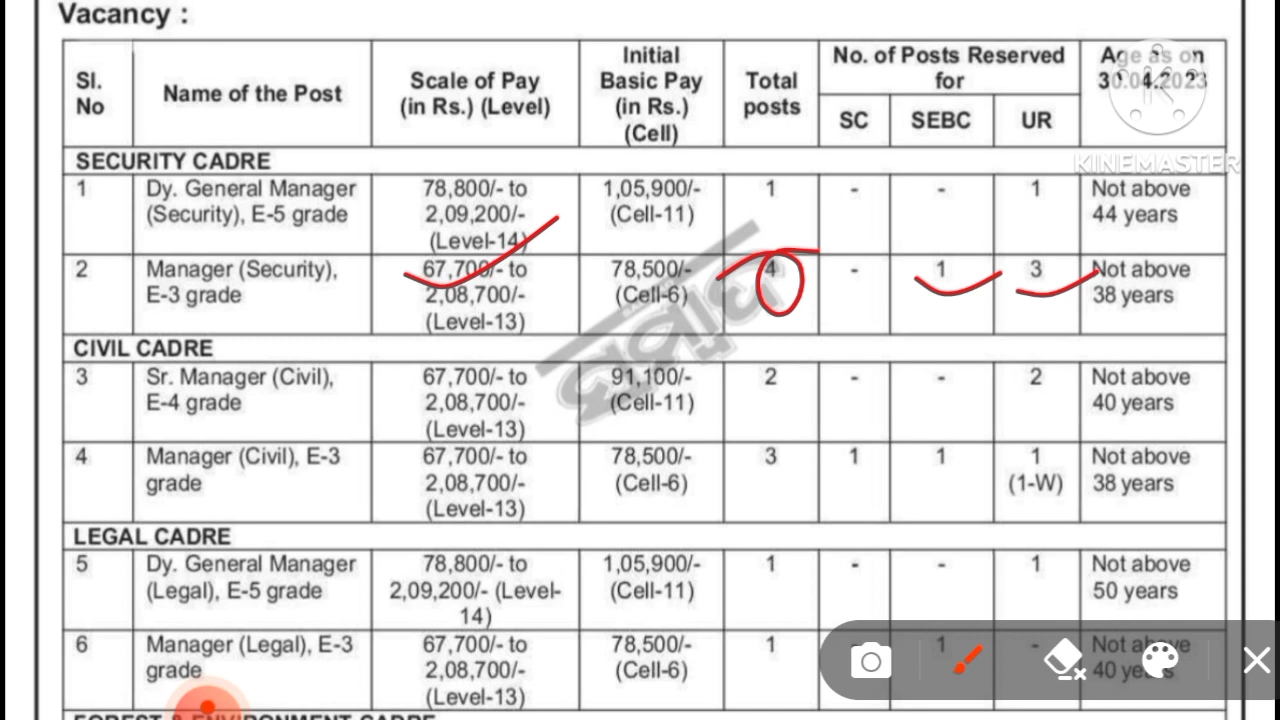 Vacancy :
Sl. No
Name of the Post
Scale of Pay (in Rs.) (Level)
Initial Basic Pay (in Rs.) (Cell)
Total posts
No. of Posts Reserved for
SC
SEBC
UR
Age as on 30.04.2023
KINEMASTER
SECURITY CADRE
1 Dy. General Manager 78,800/- to 1,05,900/- 1 - - 1 Not above
(Security), E-5 grade 2,09,200/- (Cell-11) 44 years
(Level-14)
2 Manager (Security), 67,700/- to 78,500/- 4 - 1 3 Not above
E-3 grade 2,08,700/- (Cell-6) 38 years
(Level-13)
CIVIL CADRE
3 Sr. Manager (Civil), 67,700/- to 91,100/- 2 - - 2 Not above
E-4 grade 2,08,700/- (Cell-11) 40 years
(Level-13)
4 Manager (Civil), E-3 67,700/- to 78,500/- 3 1 1 1 Not above
grade 2,08,700/- (Cell-6) (1-W) 38 years
(Level-13)
LEGAL CADRE
5 Dy. General Manager 78,800/- to 1,05,900/- 1 - - 1 Not above
(Legal), E-5 grade 2,09,200/- (Level- (Cell-11) 50 years
14)
6 Manager (Legal), E-3 67,700/- to 78,500/- 1 - 1 - Not above
grade 2,08,700/- (Cell-6) 40 years
(Level-13)
FOREST & ENVIRONMENT CADRE